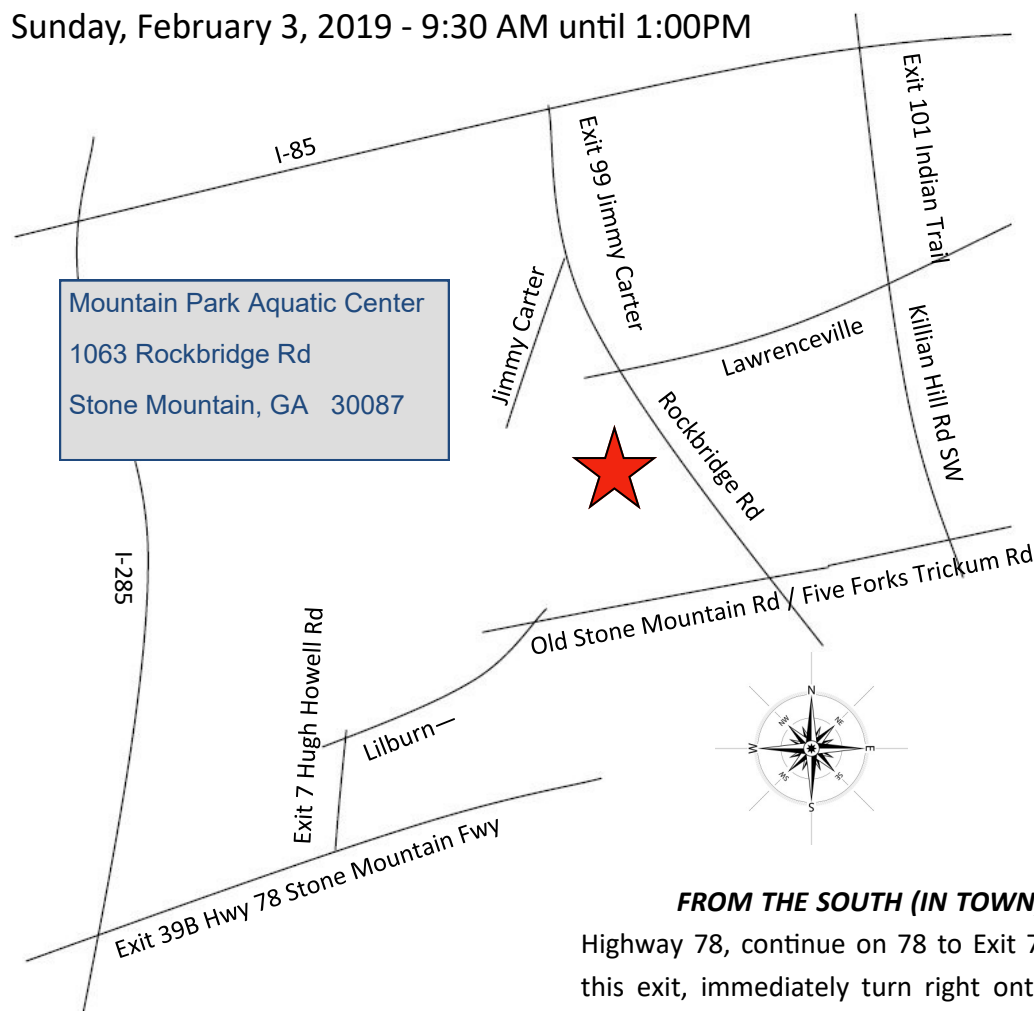 Sunday, February 3, 2019 - 9:30 AM until 1:00PM
I-85
Exit 99 Jimmy Carter
Exit 101 Indian Trail
Mountain Park Aquatic Center
1063 Rockbridge Rd
Stone Mountain, GA 30087
Jimmy Carter
Lawrenceville
Killian Hill Rd SW
Rockbridge Rd
I-285
Old Stone Mountain Rd / Five Forks Trickum Rd
Exit 7 Hugh Howell Rd
Lilburn—
Exit 39B Hwy 78 Stone Mountain Fwy
N
NW
NE
W
E
SW
SE
S
FROM THE SOUTH (IN TOWN
Highway 78, continue on 78 to Exit 7
this exit, immediately turn right ont